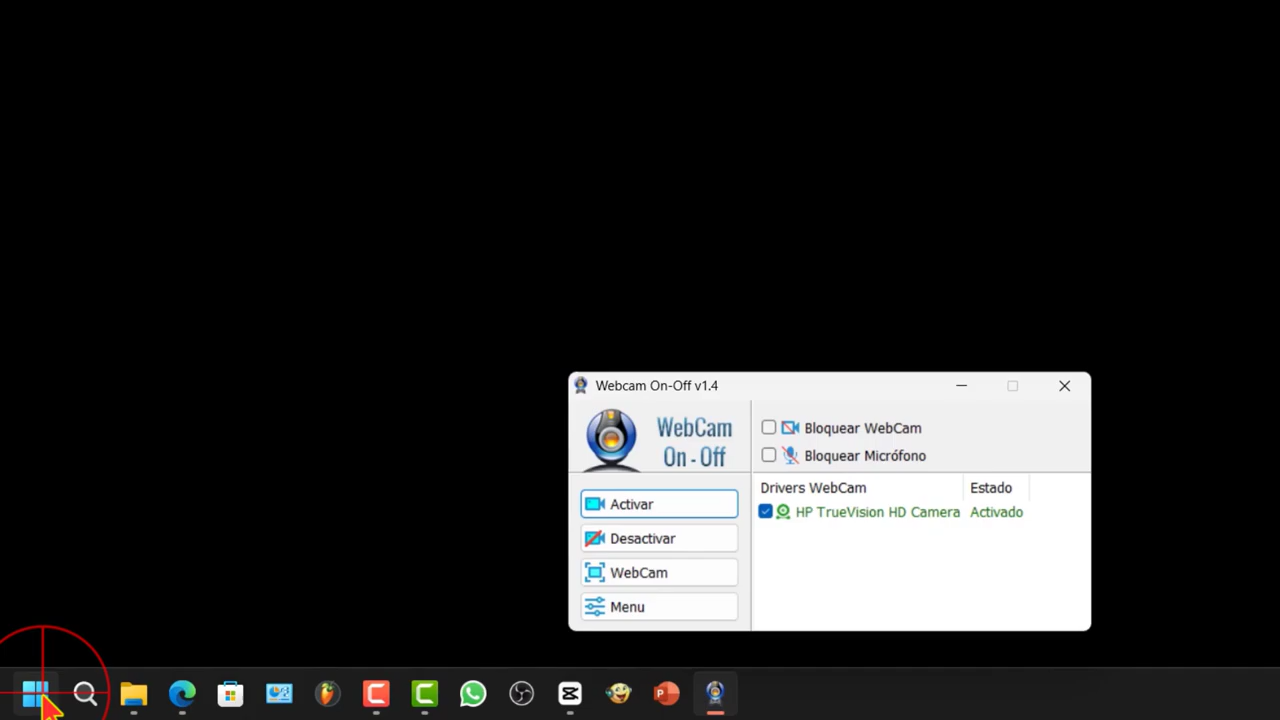 Webcam On-Off v1.4
WebCam
On - Off
Bloquear WebCam
Bloquear Micrófono
Activar
Desactivar
WebCam
Menu
Drivers WebCam Estado
HP TrueVision HD Camera Activado